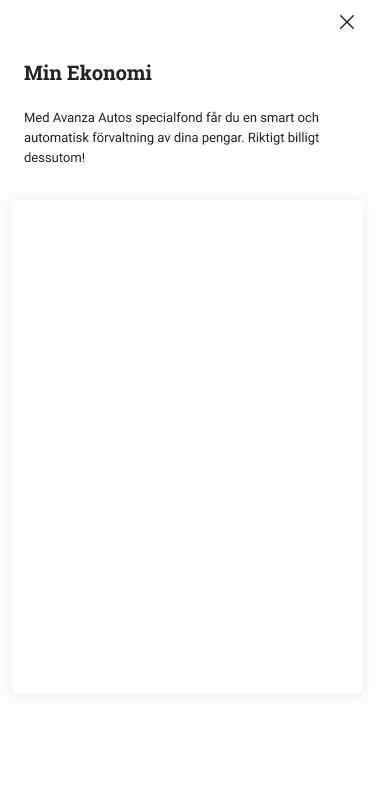 Min Ekonomi
Med Avanza Autos specialfond får du en smart och
automatisk förvaltning av dina pengar. Riktigt billigt
dessutom!